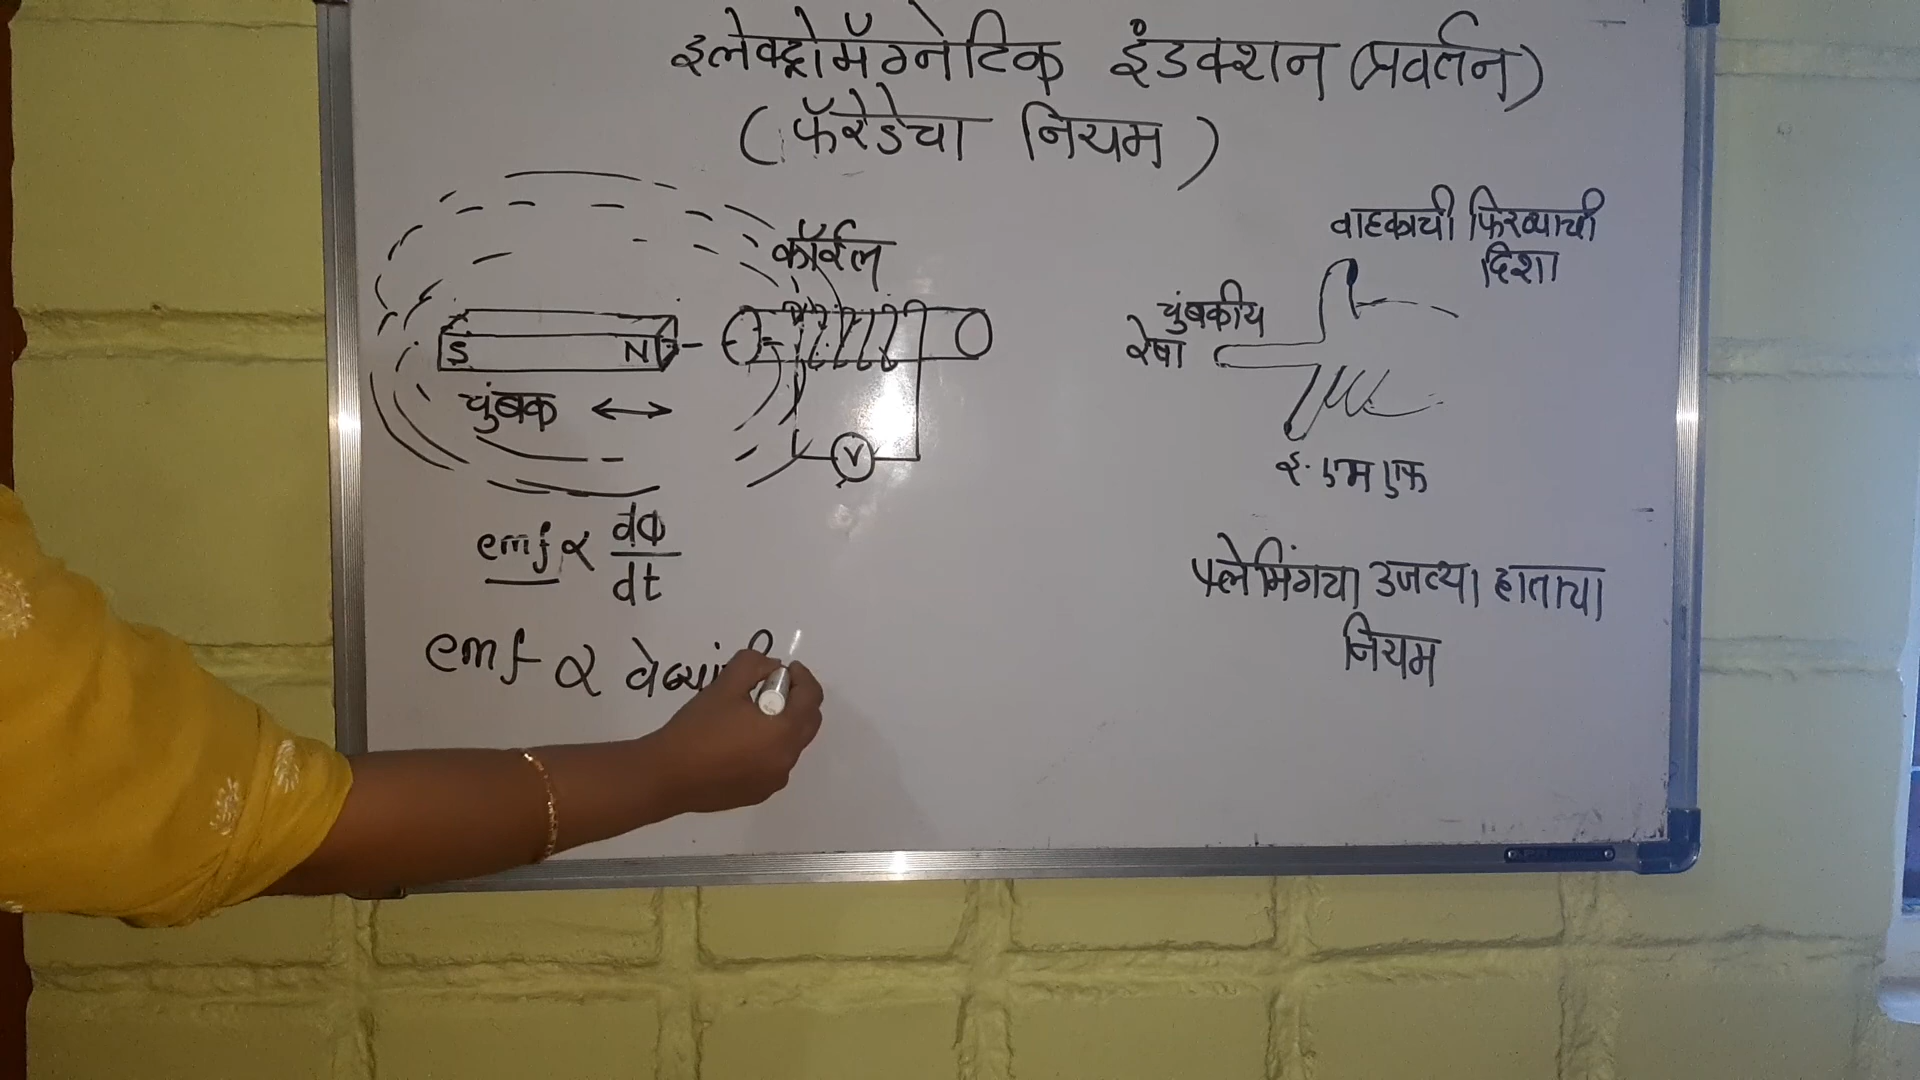 इलेक्ट्रोमॅग्नेटिक इंडक्शन (प्रवर्तन)
(फॅरेडेचा नियम)
कॉईल
S N
चुंबक
V
emf ∝ dΦ/dt
emf ∝
वाहकाची फिरण्याची
दिशा
चुंबकीय
रेषा
ई. एम एफ
फ्लेमिंगचा उजव्या हाताचा
नियम